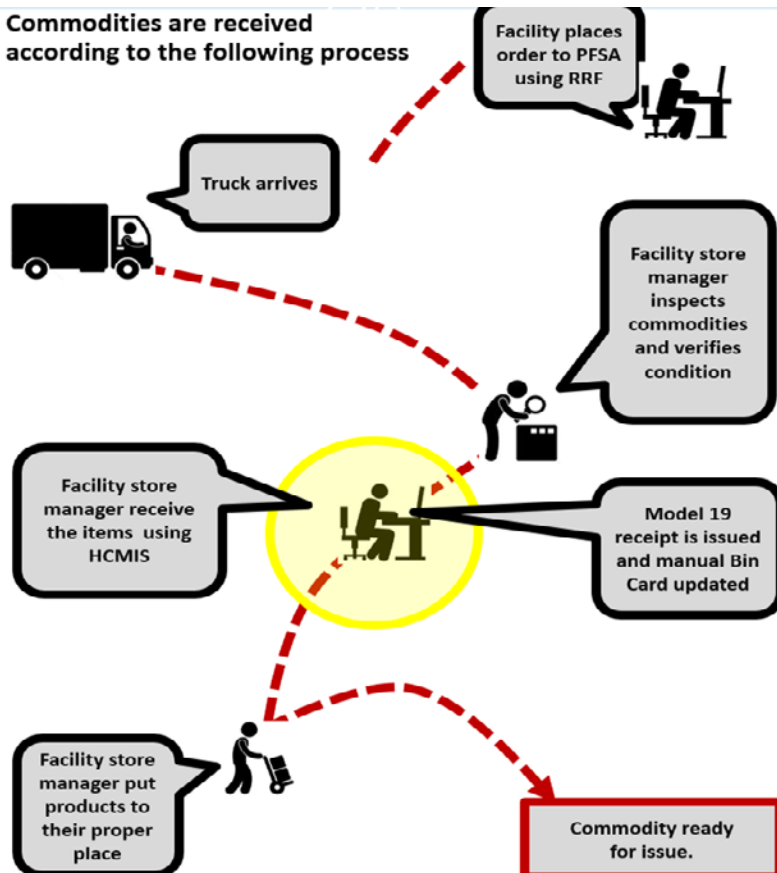 Commodities are received
according to the following process
Facility places
order to PFSA
using RRF
Truck arrives
Facility store
manager
inspects
commodities
and verifies
condition
Facility store
manager receive
the items using
HCMIS
Model 19
receipt is issued
and manual Bin
Card updated
Facility store
manager put
products to
their proper
place
Commodity ready
for issue.